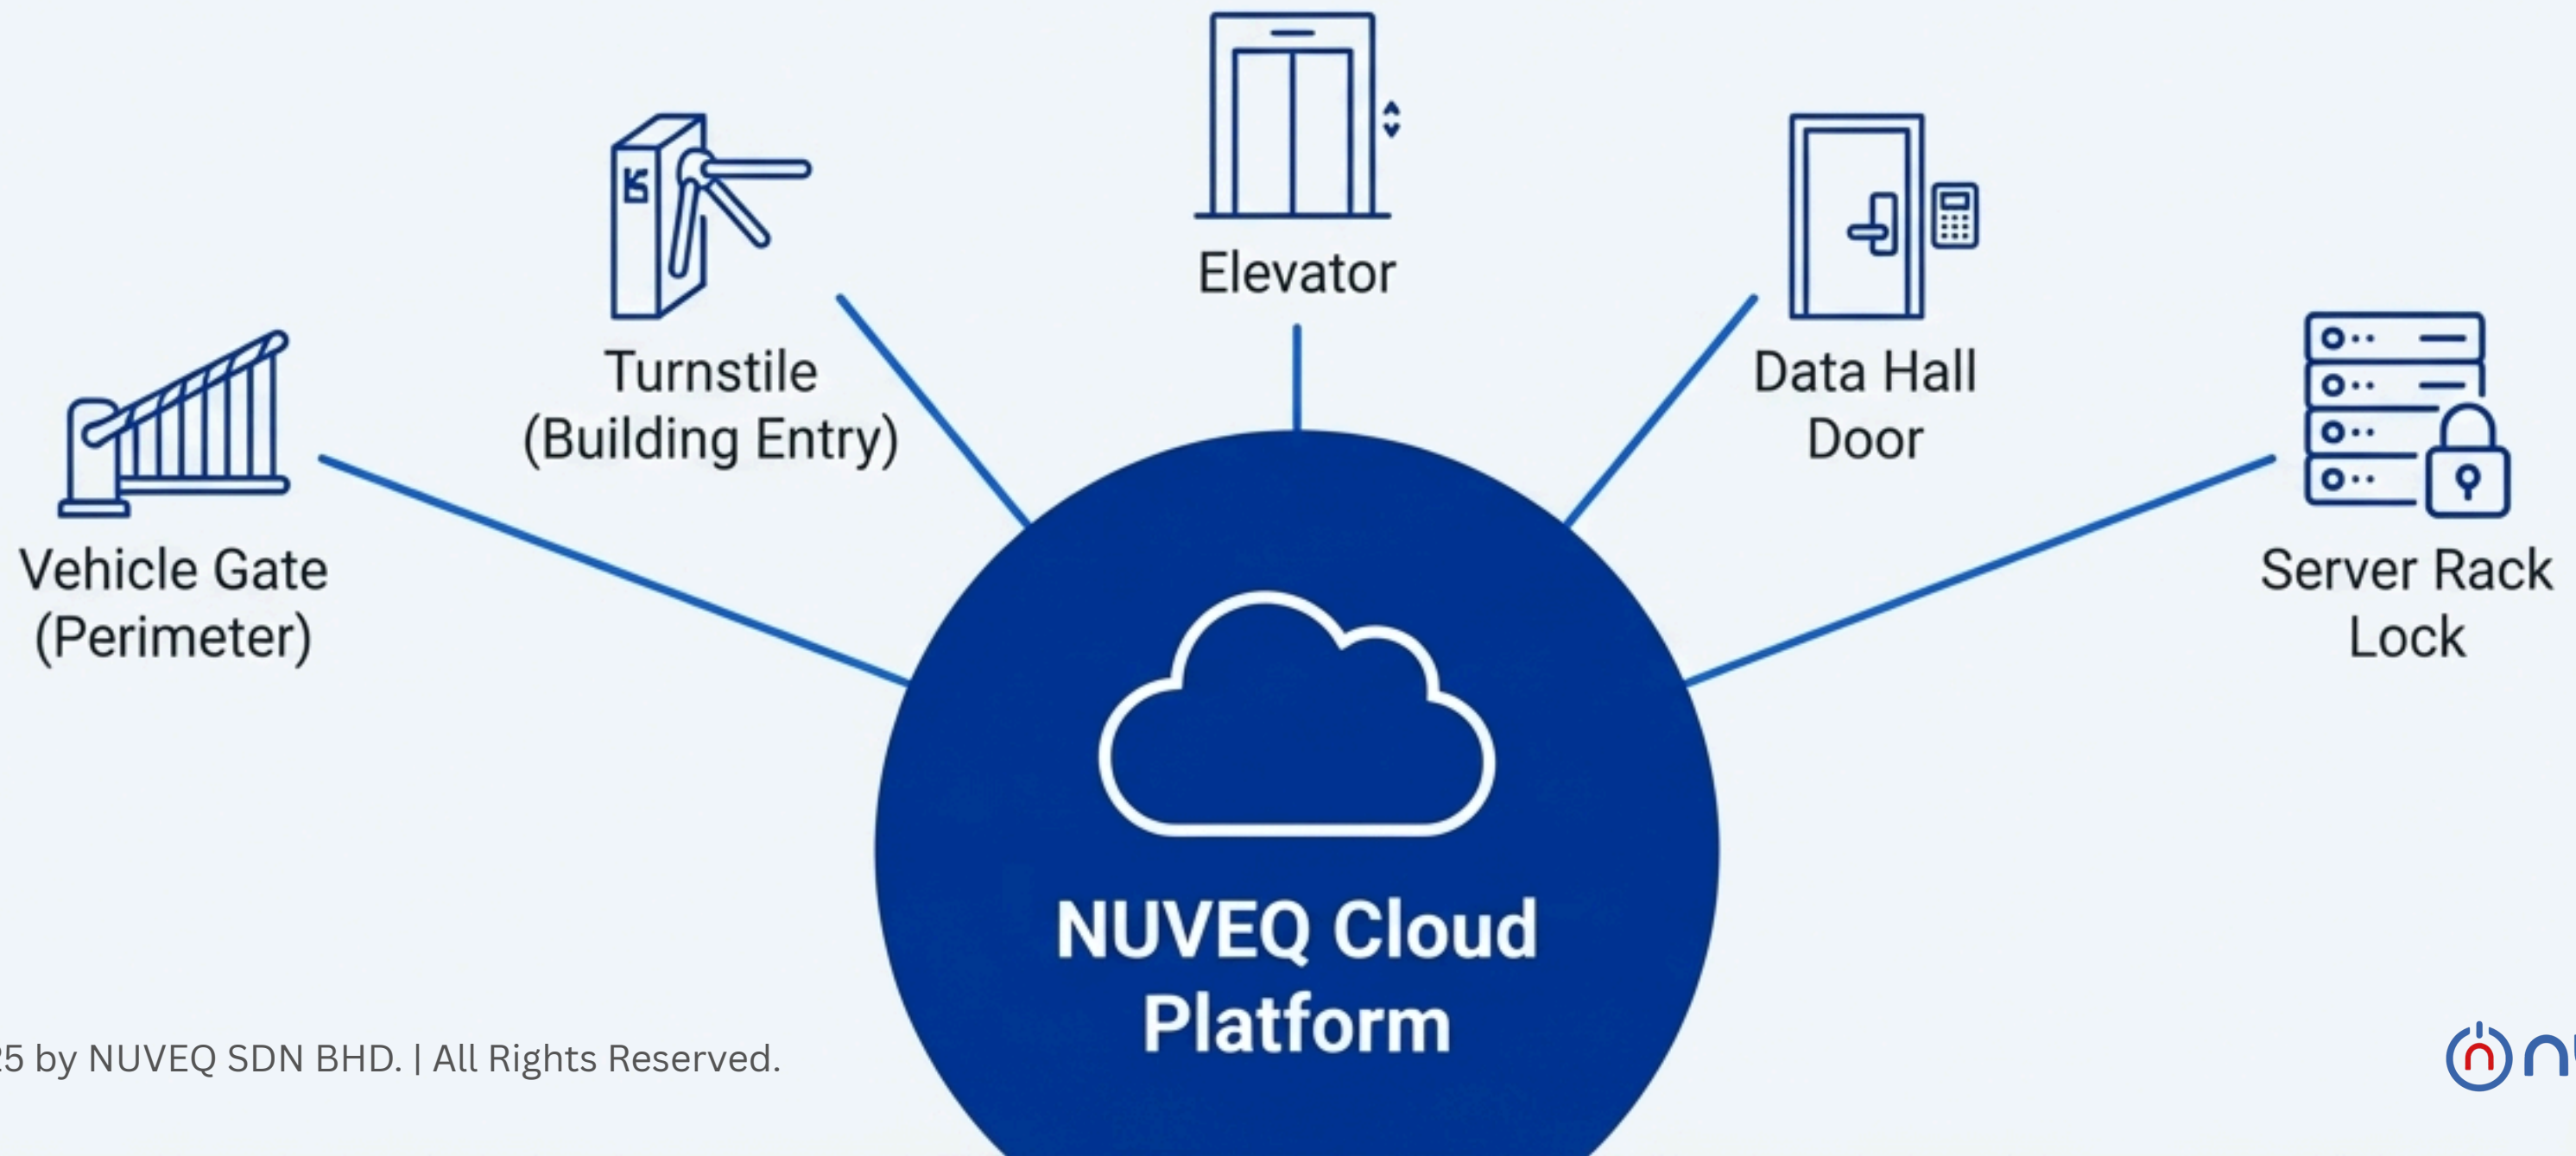 Elevator
Turnstile
(Building Entry)
Data Hall
Door
Vehicle Gate
(Perimeter)
Server Rack
Lock
NUVEQ Cloud
Platform
25 by NUVEQ SDN BHD. | All Rights Reserved.
n